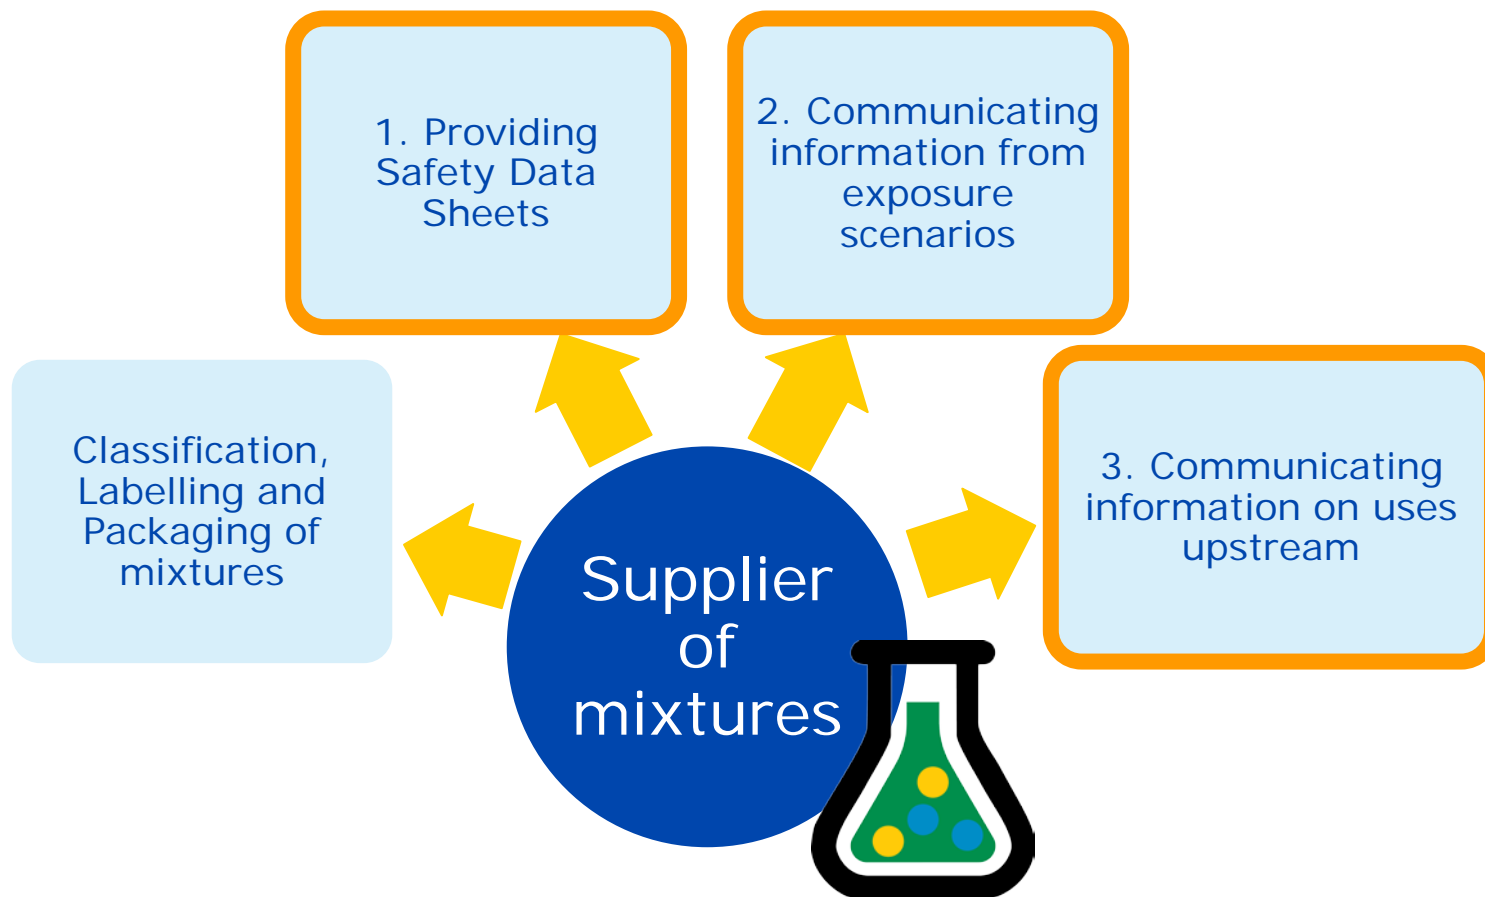 1. Providing
Safety Data
Sheets
2. Communicating
information from
exposure
scenarios
Classification,
Labelling and
Packaging of
mixtures
3. Communicating
information on uses
upstream
Supplier
of
mixtures